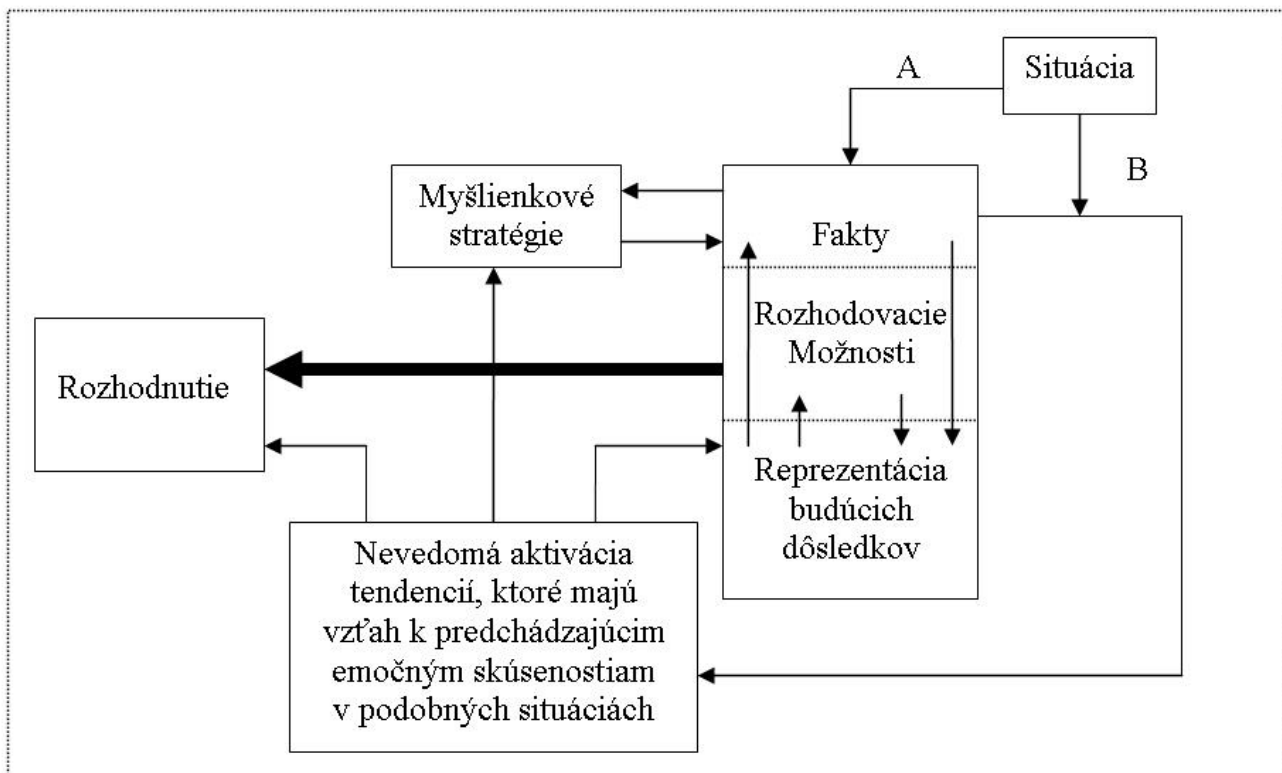 A
Situácia
B
Myšlienkové
stratégie
Fakty
Rozhodovacie
Možnosti
Rozhodnutie
Reprezentácia
budúcich
dôsledkov
Nevedomá aktivácia
tendencií, ktoré majú
vzťah k predchádzajúcim
emočným skúsenostiam
v podobných situáciách